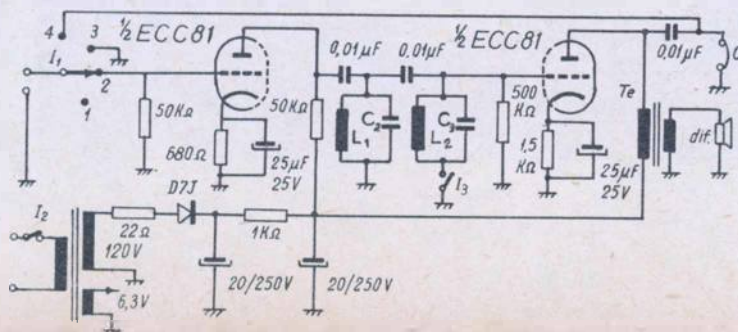 4
3
½ ECC81
½ ECC81
0,01µF
0,01µF
0,01µF
I₁
2
1
50KΩ
50KΩ
680Ω
25µF
25V
L₁
C₂
L₂
C₃
I₃
500
KΩ
1,5
KΩ
25µF
25V
Te
dif.
D7J
I₂
22Ω
1KΩ
120V
6,3V
20/250V
20/250V